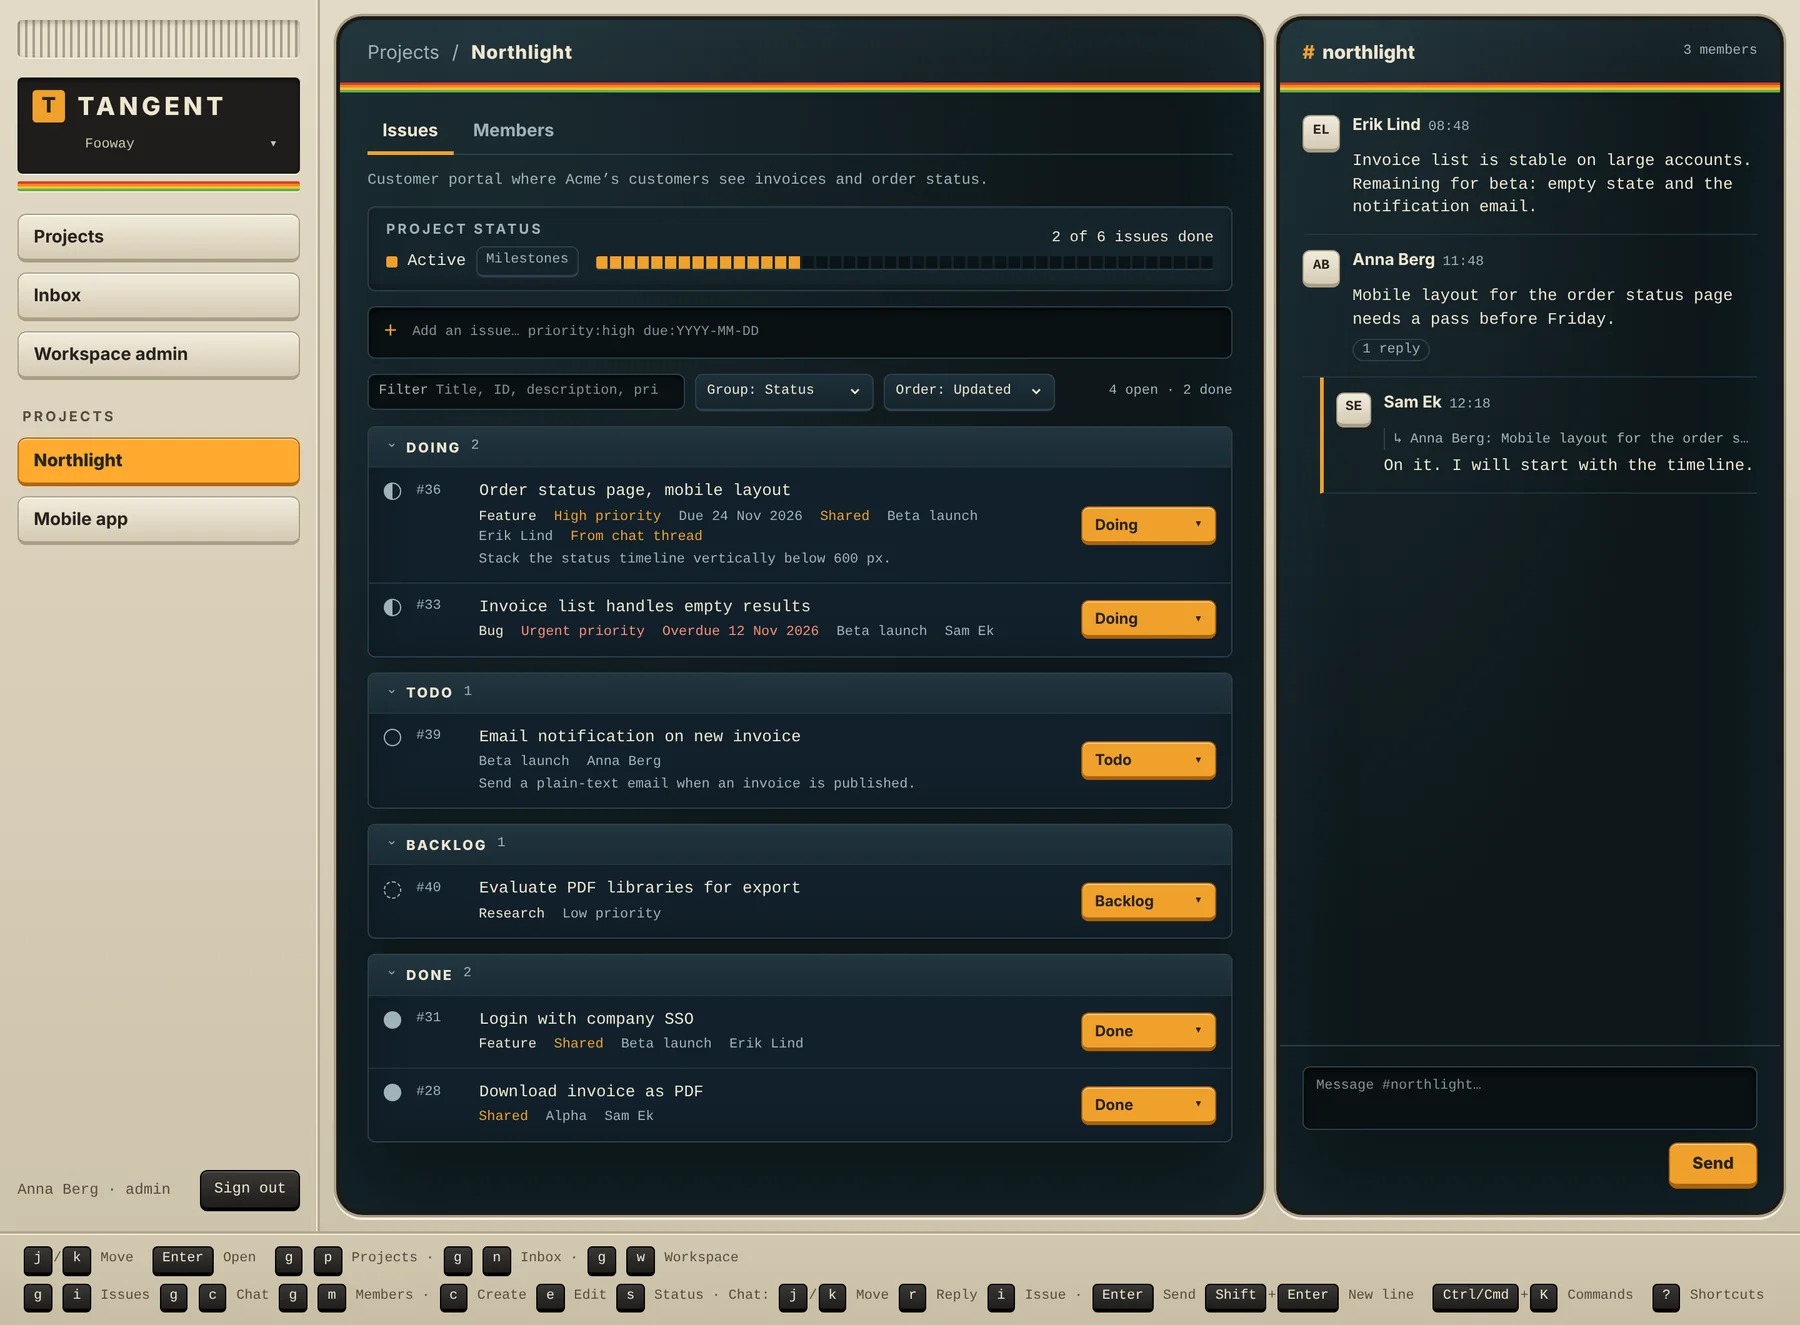 T TANGENT
Fooway ▾
Projects
Inbox
Workspace admin
PROJECTS
Northlight
Mobile app
Anna Berg · admin
Sign out
Projects / Northlight
Issues Members
Customer portal where Acme’s customers see invoices and order status.
PROJECT STATUS
2 of 6 issues done
Active Milestones
+ Add an issue… priority:high due:YYYY-MM-DD
Filter Title, ID, description, pri
Group: Status
Order: Updated
4 open · 2 done
DOING 2
#36 Order status page, mobile layout
Feature High priority Due 24 Nov 2026 Shared Beta launch
Erik Lind From chat thread
Stack the status timeline vertically below 600 px.
Doing ▾
#33 Invoice list handles empty results
Bug Urgent priority Overdue 12 Nov 2026 Beta launch Sam Ek
Doing ▾
TODO 1
#39 Email notification on new invoice
Beta launch Anna Berg
Send a plain-text email when an invoice is published.
Todo ▾
BACKLOG 1
#40 Evaluate PDF libraries for export
Research Low priority
Backlog ▾
DONE 2
#31 Login with company SSO
Feature Shared Beta launch Erik Lind
Done ▾
#28 Download invoice as PDF
Shared Alpha Sam Ek
Done ▾
# northlight
3 members
EL Erik Lind 08:48
Invoice list is stable on large accounts.
Remaining for beta: empty state and the
notification email.
AB Anna Berg 11:48
Mobile layout for the order status page
needs a pass before Friday.
1 reply
SE Sam Ek 12:18
↳ Anna Berg: Mobile layout for the order s…
On it. I will start with the timeline.
Message #northlight…
Send
j / k Move Enter Open g p Projects · g n Inbox · g w Workspace
g i Issues g c Chat g m Members · c Create e Edit s Status · Chat: j / k Move r Reply i Issue · Enter Send Shift + Enter New line Ctrl/Cmd + K Commands ? Shortcuts